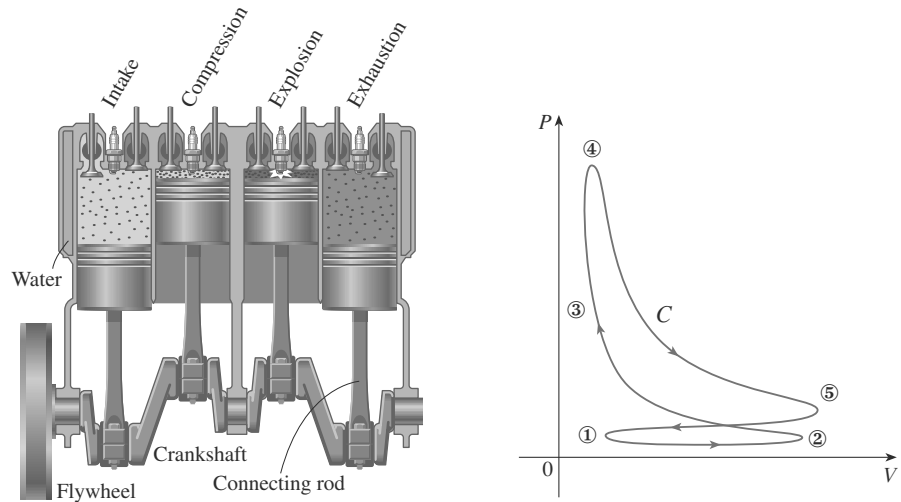 Intake
Compression
Explosion
Exhaustion
Water
Crankshaft
Connecting rod
Flywheel
P
④
③
C
⑤
①
②
0
V